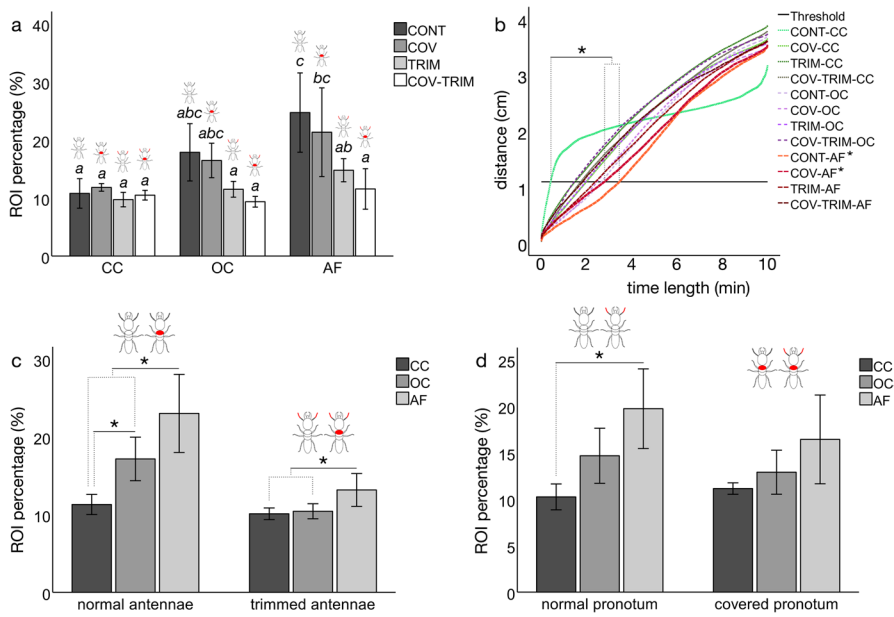 a
ROI percentage (%)
40
30
20
10
0
CONT
COV
TRIM
COV-TRIM
a a a a
abc abc a a
c bc ab a
CC OC AF
b
distance (cm)
4
3
2
1
0
*
0 2 4 6 8 10
time length (min)
Threshold
CONT-CC
COV-CC
TRIM-CC
COV-TRIM-CC
CONT-OC
COV-OC
TRIM-OC
COV-TRIM-OC
CONT-AF*
COV-AF*
TRIM-AF
COV-TRIM-AF
c
ROI percentage (%)
30
20
10
0
*
*
*
CC
OC
AF
normal antennae trimmed antennae
d
ROI percentage (%)
25
20
15
10
5
0
*
CC
OC
AF
normal pronotum covered pronotum